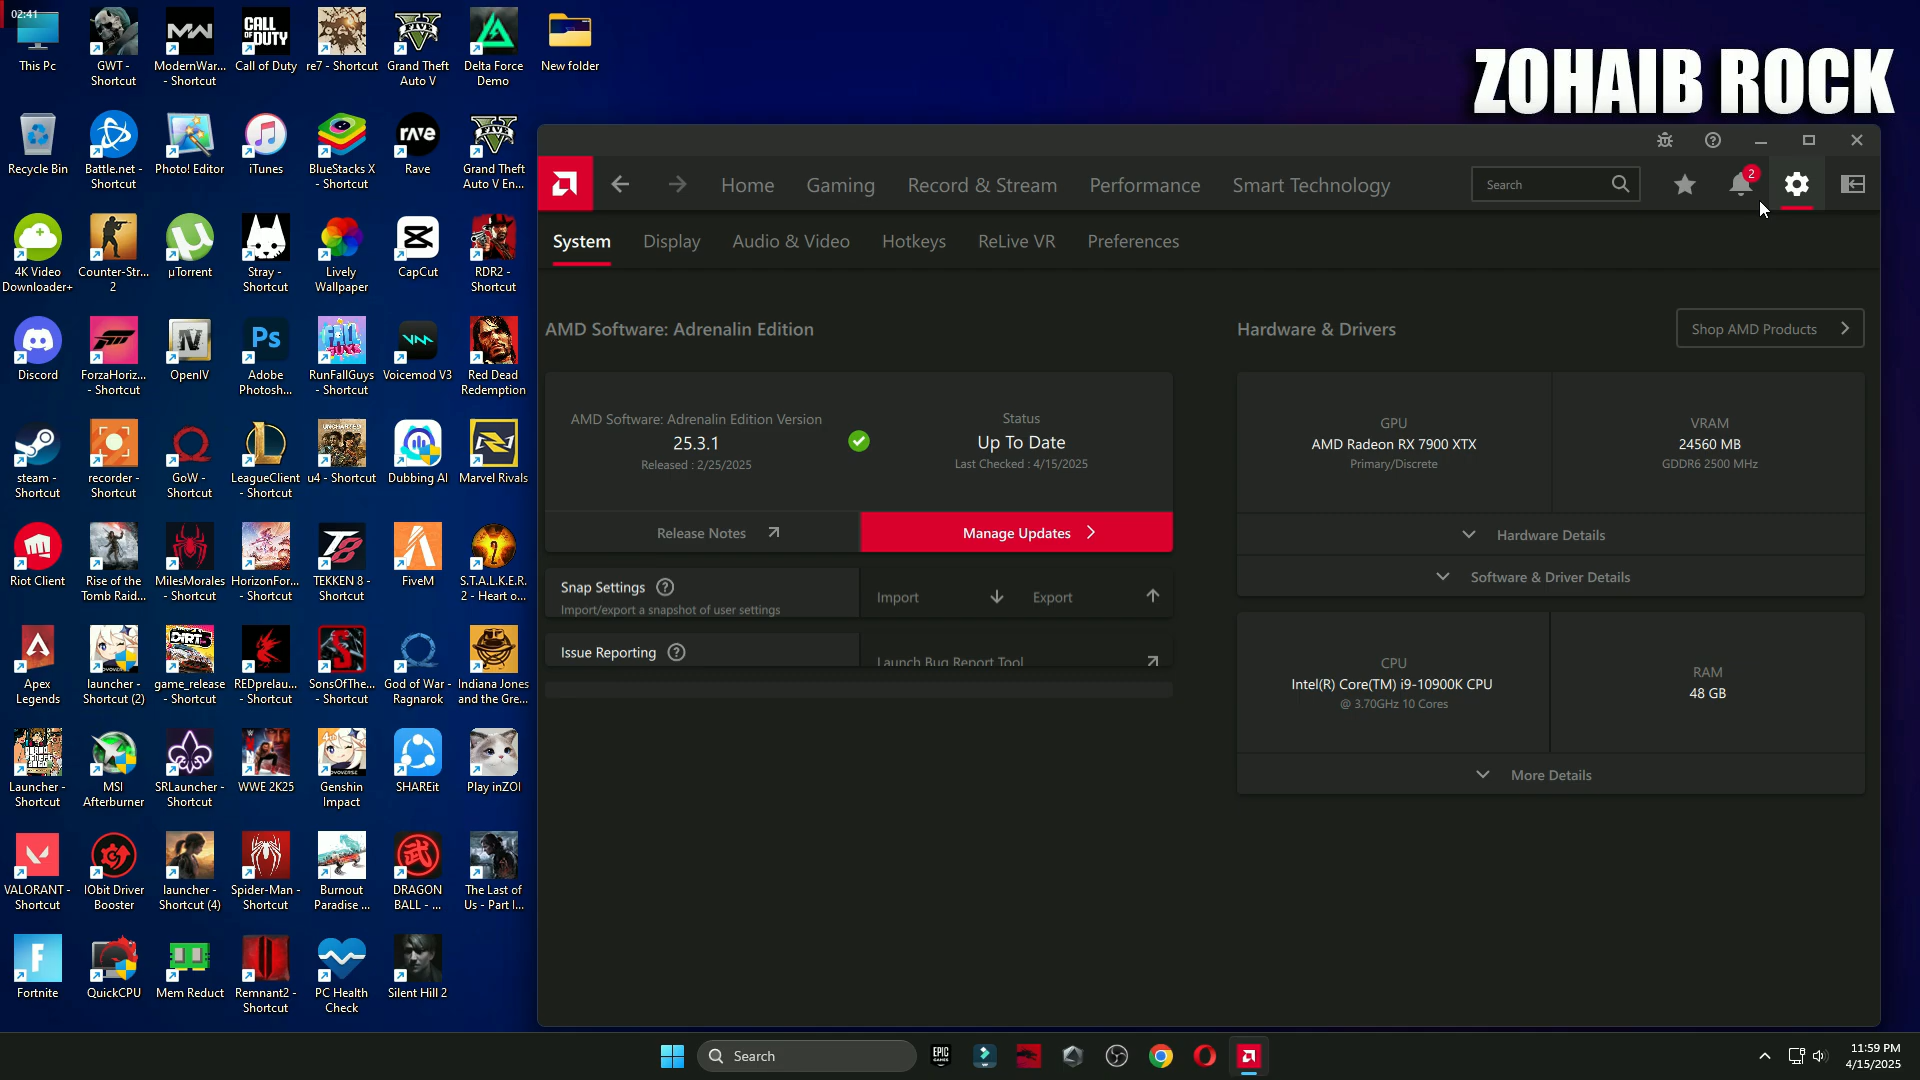 02:41
This Pc
GWT -
Shortcut
ModernWar...
- Shortcut
CALL
OF DUTY
Call of Duty
re7 - Shortcut
Grand Theft
Auto V
Delta Force
Demo
New folder
ZOHAIB ROCK
Recycle Bin
Battle.net -
Shortcut
Photo! Editor
iTunes
BlueStacks X
- Shortcut
rave
Rave
Grand Theft
Auto V En...
4K Video
Downloader+
Counter-Str...
2
µTorrent
Stray -
Shortcut
Lively
Wallpaper
CapCut
RDR2 -
Shortcut
Discord
ForzaHoriz...
- Shortcut
OpenIV
Ps
Adobe
Photosh...
RunFallGuys
- Shortcut
Voicemod V3
Red Dead
Redemption
steam -
Shortcut
recorder -
Shortcut
GoW -
Shortcut
LeagueClient
- Shortcut
u4 - Shortcut
Dubbing AI
Marvel Rivals
Riot Client
Rise of the
Tomb Raid...
MilesMorales
- Shortcut
HorizonFor...
- Shortcut
TEKKEN 8 -
Shortcut
FiveM
S.T.A.L.K.E.R.
2 - Heart o...
Apex
Legends
launcher -
Shortcut (2)
game_release
- Shortcut
REDprelau...
- Shortcut
SonsOfThe...
- Shortcut
God of War -
Ragnarok
Indiana Jones
and the Gre...
Launcher -
Shortcut
MSI
Afterburner
SRLauncher -
Shortcut
WWE 2K25
Genshin
Impact
SHAREit
Play inZOI
VALORANT -
Shortcut
IObit Driver
Booster
launcher -
Shortcut (4)
Spider-Man -
Shortcut
Burnout
Paradise ...
DRAGON
BALL - ...
The Last of
Us - Part I...
Fortnite
QuickCPU
Mem Reduct
Remnant2 -
Shortcut
PC Health
Check
Silent Hill 2
Home
Gaming
Record & Stream
Performance
Smart Technology
Search
2
System
Display
Audio & Video
Hotkeys
ReLive VR
Preferences
AMD Software: Adrenalin Edition
AMD Software: Adrenalin Edition Version
25.3.1
Released : 2/25/2025
Status
Up To Date
Last Checked : 4/15/2025
Release Notes
Manage Updates
Snap Settings
Import/export a snapshot of user settings
Import
Export
Issue Reporting
Launch Bug Report Tool
Hardware & Drivers
Shop AMD Products
GPU
AMD Radeon RX 7900 XTX
Primary/Discrete
VRAM
24560 MB
GDDR6 2500 MHz
Hardware Details
Software & Driver Details
CPU
Intel(R) Core(TM) i9-10900K CPU
@ 3.70GHz 10 Cores
RAM
48 GB
More Details
Search
EPIC
GAMES
11:59 PM
4/15/2025